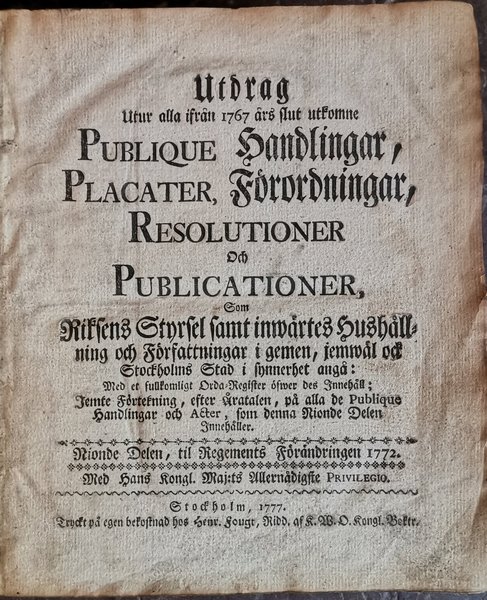 Utdrag
Utur alla ifrån 1767 års slut utkomne
PUBLIQUE Handlingar,
PLACATER, Förordningar,
RESOLUTIONER
Och
PUBLICATIONER,
Som
Riksens Styrsel samt inwärtes Hushåll-
ning och Författningar i gemen, jemwäl ock
Stockholms Stad i synnerhet angå:
Med et fullkomligt Orda-Register öfwer des Innehåll;
Jemte Förtekning, efter Åratalen, på alla de Publique
Handlingar och Acter, som denna Nionde Delen
Innehåller.
Nionde Delen, til Regements Förändringen 1772.
Med Hans Kongl. Maj:ts Allernådigste PRIVILEGIO.
Stockholm, 1777.
Tryckt på egen bekostnad hos Henr. Fougt, Ridd. af K. W. O. Kongl. Boktr.